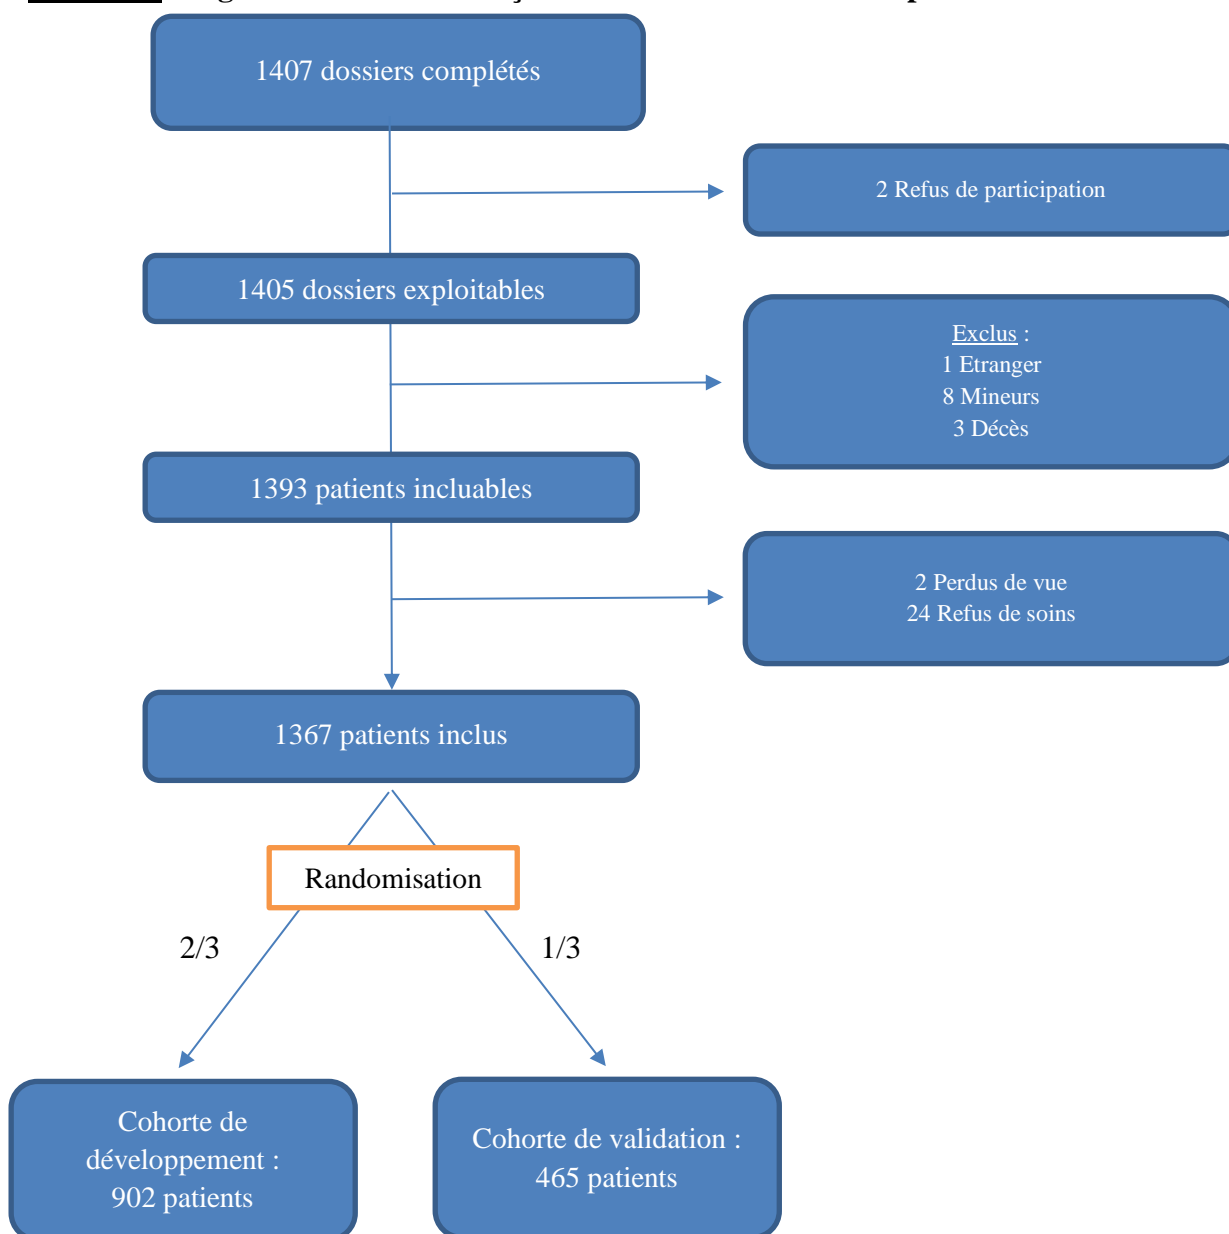 1407 dossiers complétés
2 Refus de participation
1405 dossiers exploitables
Exclus :
1 Etranger
8 Mineurs
3 Décès
1393 patients incluables
2 Perdus de vue
24 Refus de soins
1367 patients inclus
Randomisation
2/3
1/3
Cohorte de
développement :
902 patients
Cohorte de validation :
465 patients